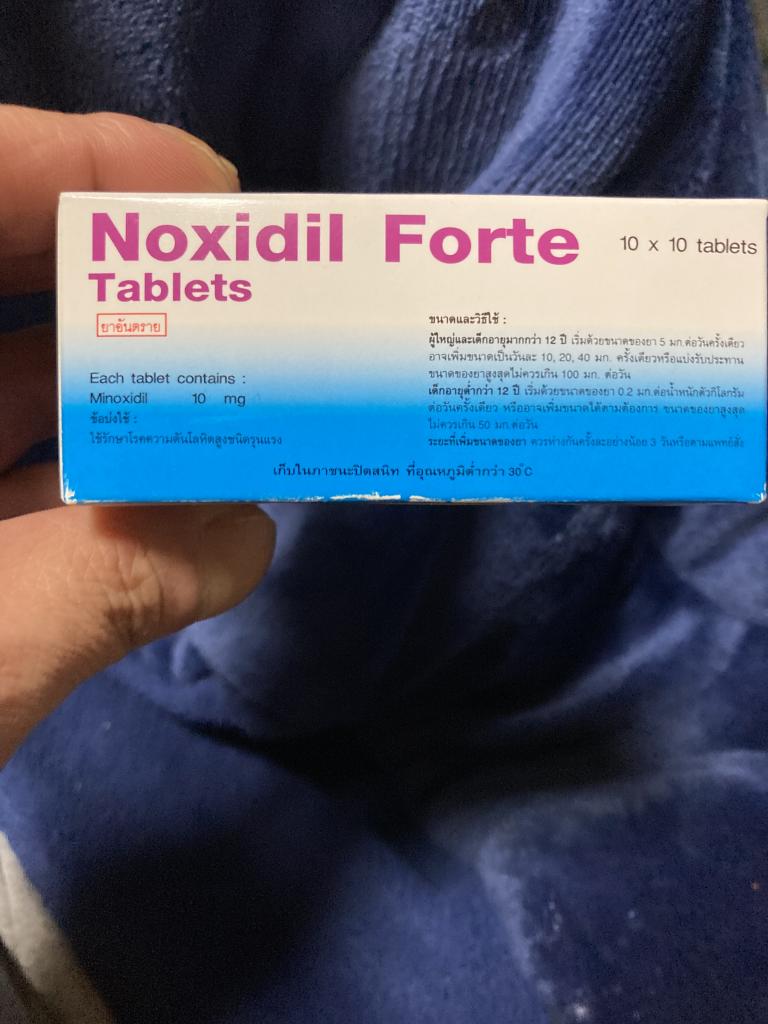 Noxidil Forte
10 x 10 tablets
Tablets
ยาอันตราย
Each tablet contains :
Minoxidil 10 mg
ข้อบ่งใช้ :
ใช้รักษาโรคความดันโลหิตสูงชนิดรุนแรง
ขนาดและวิธีใช้ :
ผู้ใหญ่และเด็กอายุมากกว่า 12 ปี เริ่มด้วยขนาดของยา 5 มก.ต่อวันครั้งเดียว
อาจเพิ่มขนาดเป็นวันละ 10, 20, 40 มก. ครั้งเดียวหรือแบ่งรับประทาน
ขนาดของยาสูงสุดไม่ควรเกิน 100 มก. ต่อวัน
เด็กอายุต่ำกว่า 12 ปี เริ่มด้วยขนาดของยา 0.2 มก.ต่อน้ำหนักตัวกิโลกรัม
ต่อวันครั้งเดียว หรืออาจเพิ่มขนาดได้ตามต้องการ ขนาดของยาสูงสุด
ไม่ควรเกิน 50 มก.ต่อวัน
ระยะที่เพิ่มขนาดของยา ควรห่างกันครั้งละอย่างน้อย 3 วันหรือตามแพทย์สั่ง
เก็บในภาชนะปิดสนิท ที่อุณหภูมิต่ำกว่า 30°C